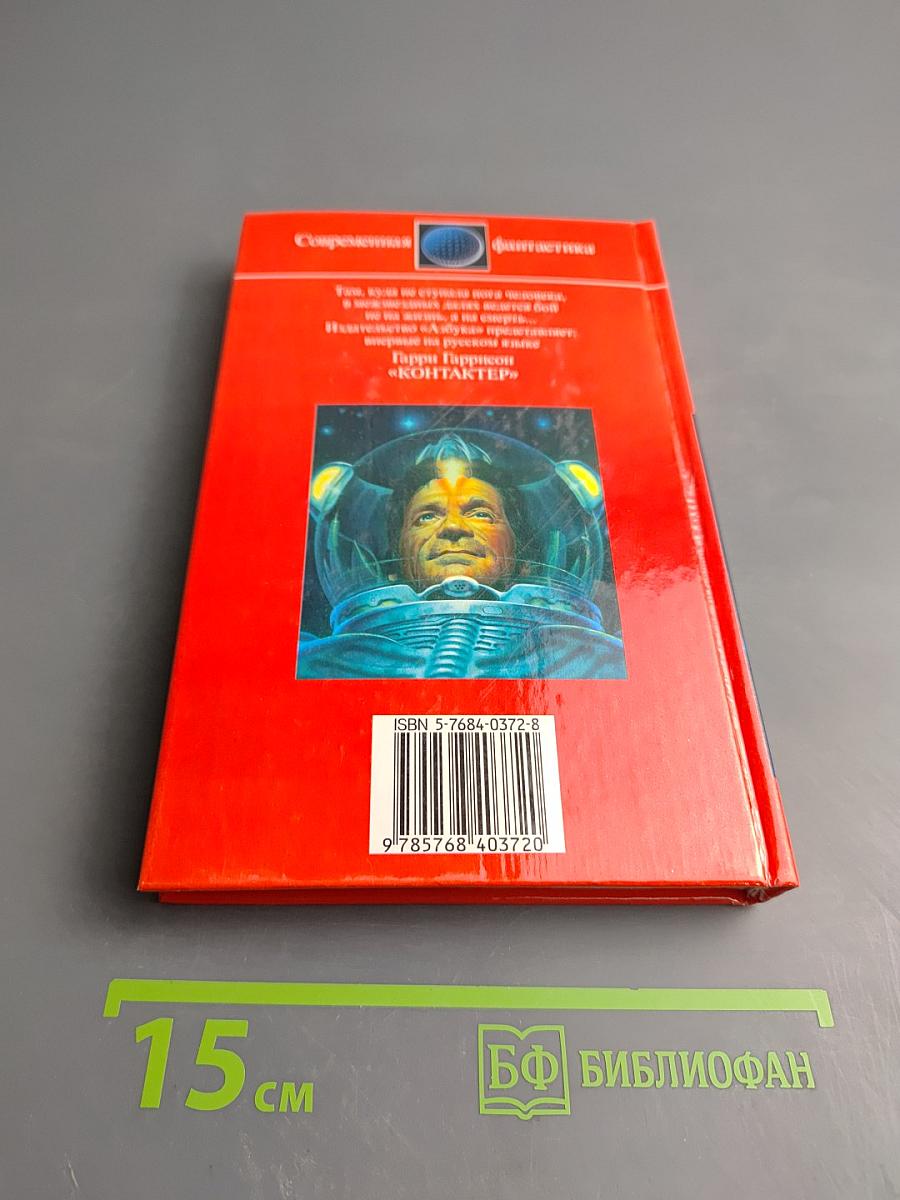 Современная фантастика
Там, куда не ступала нога человека,
в межзвездных далях ведется бой
не на жизнь, а на смерть...
Издательство «Азбука» представляет:
впервые на русском языке
Гарри Гаррисон
«КОНТАКТЕР»
ISBN 5-7684-0372-8
9 785768 403720
15 см
БФ БИБЛИОФАН